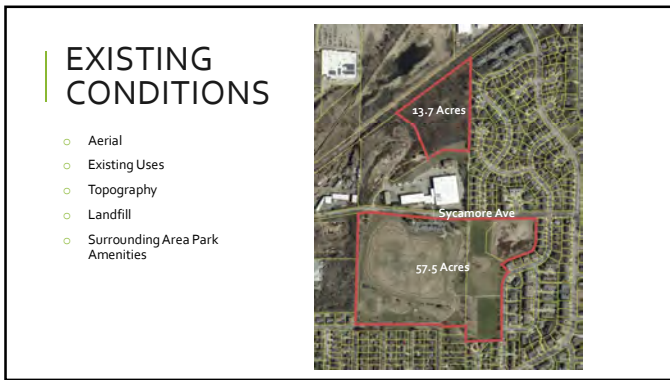 EXISTING
CONDITIONS
Aerial
Existing Uses
Topography
Landfill
Surrounding Area Park
Amenities
13.7 Acres
Sycamore Ave
57.5 Acres